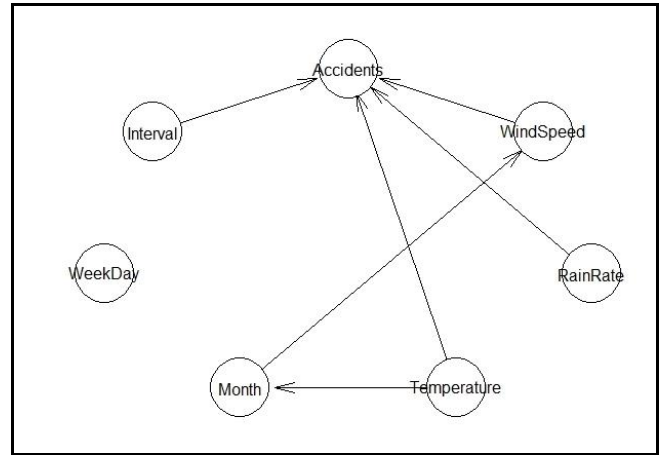 Accidents
Interval
WindSpeed
WeekDay
RainRate
Month
Temperature